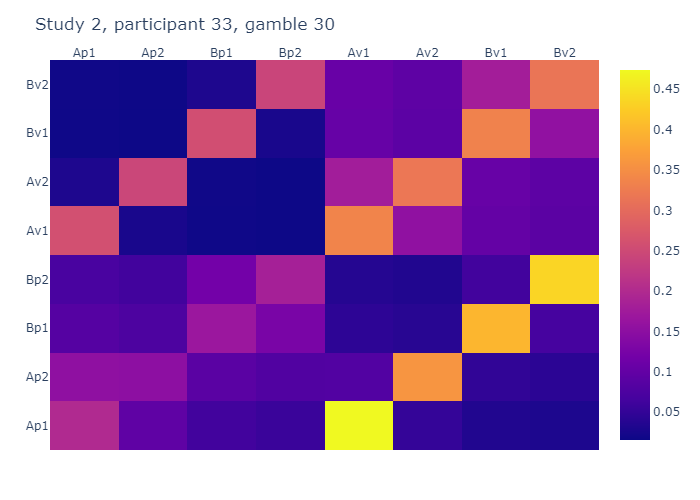 Study 2, participant 33, gamble 30
Ap1 Ap2 Bp1 Bp2 Av1 Av2 Bv1 Bv2
Bv2
Bv1
Av2
Av1
Bp2
Bp1
Ap2
Ap1
0.45
0.4
0.35
0.3
0.25
0.2
0.15
0.1
0.05